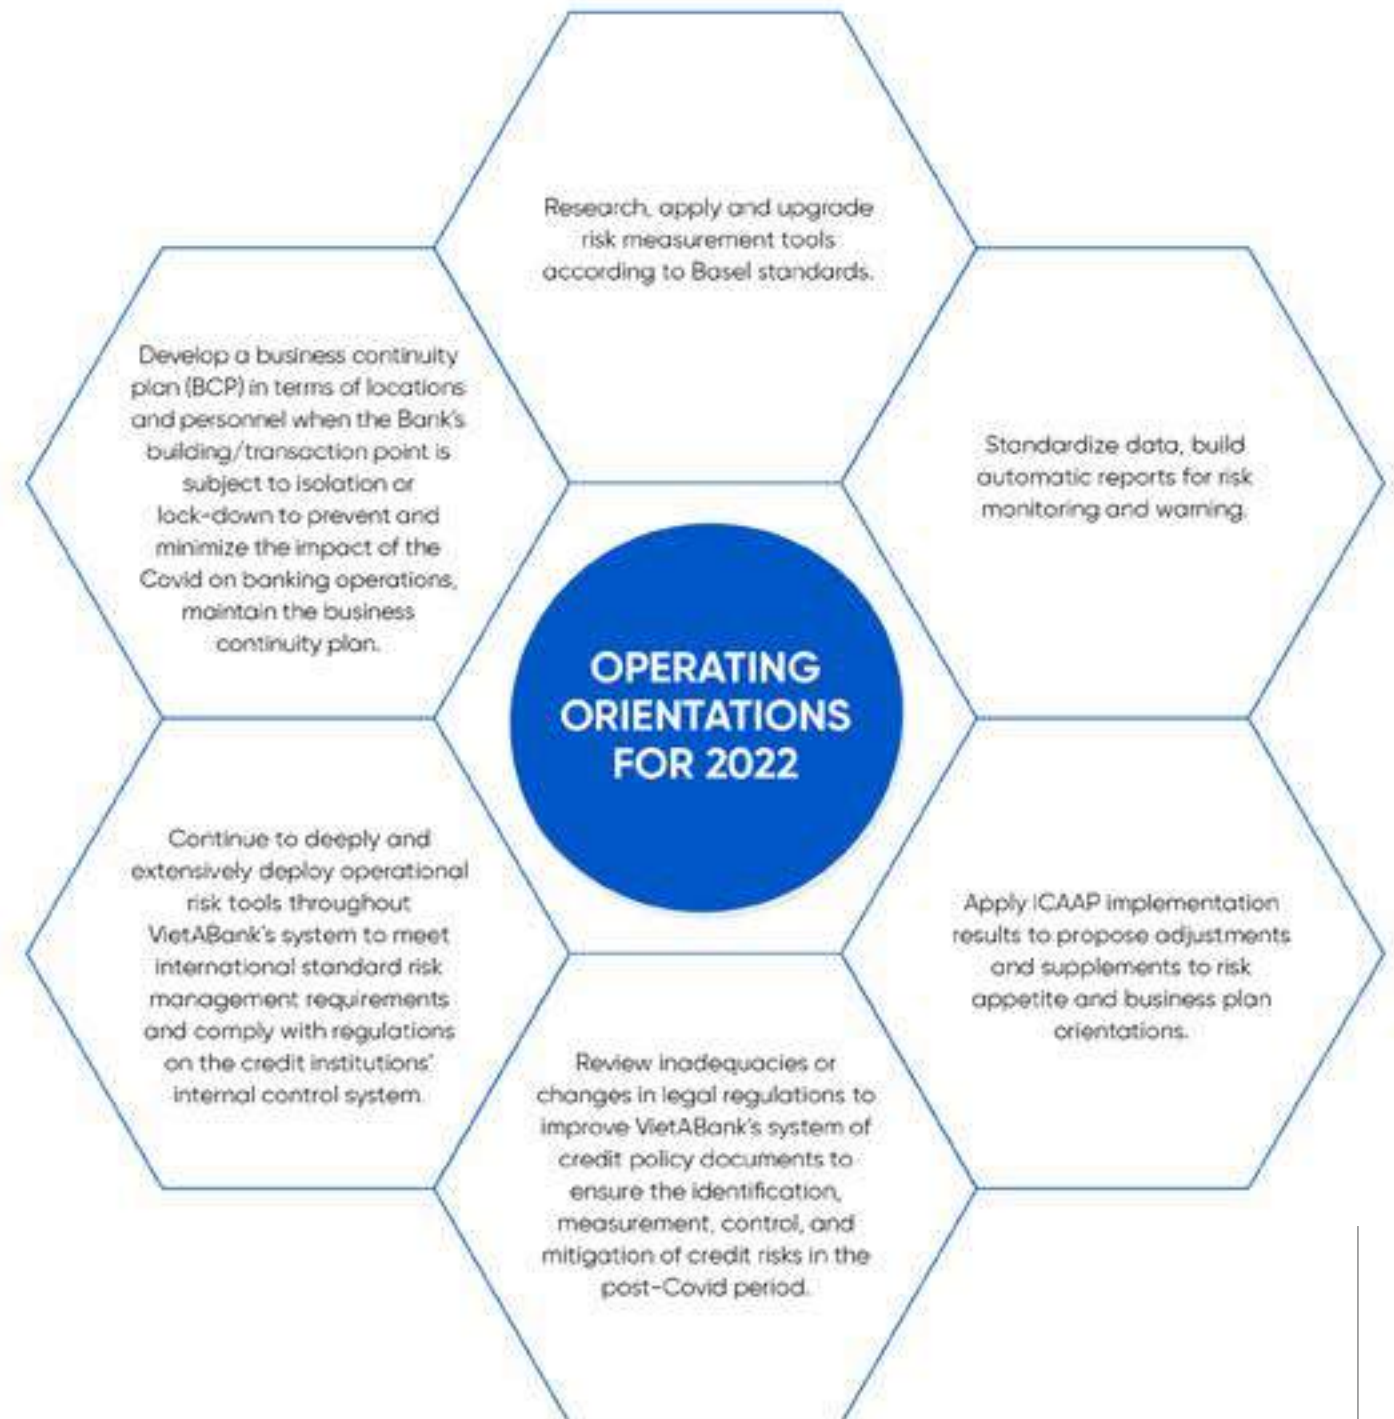 Research, apply and upgrade
risk measurement tools
according to Basel standards.
Develop a business continuity
plan (BCP) in terms of locations
and personnel when the Bank's
building/transaction point is
subject to isolation or
lock-down to prevent and
minimize the impact of the
Covid on banking operations,
maintain the business
continuity plan.
Standardize data, build
automatic reports for risk
monitoring and warning.
OPERATING
ORIENTATIONS
FOR 2022
Continue to deeply and
extensively deploy operational
risk tools throughout
VietABank's system to meet
international standard risk
management requirements
and comply with regulations
on the credit institutions'
internal control system.
Apply ICAAP implementation
results to propose adjustments
and supplements to risk
appetite and business plan
orientations.
Review inadequacies or
changes in legal regulations to
improve VietABank's system of
credit policy documents to
ensure the identification,
measurement, control, and
mitigation of credit risks in the
post-Covid period.